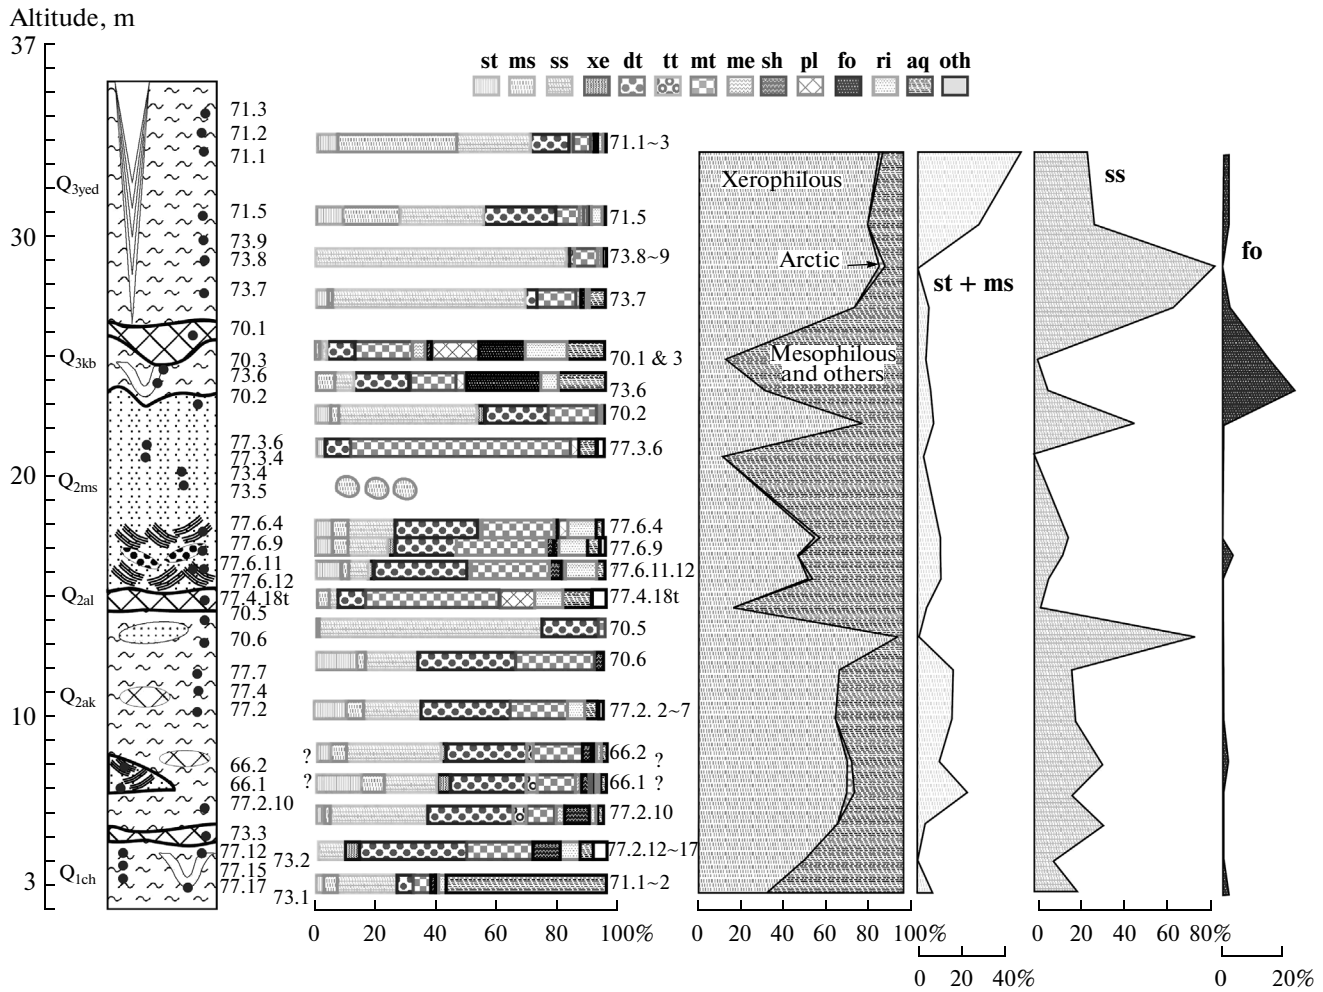 Altitude, m
37
30
20
10
3
st ms ss xe dt tt mt me sh pl fo ri aq oth
Q3yed
Q3kb
Q2ms
Q2al
Q2ak
Q1ch
71.3
71.2
71.1
71.5
73.9
73.8
73.7
70.1
70.3
73.6
70.2
77.3.6
77.3.4
73.4
73.5
77.6.4
77.6.9
77.6.11
77.6.12
77.4.18t
70.5
70.6
77.7
77.4
77.2
66.2
66.1
77.2.10
73.3
77.12
73.2
77.15
77.17
73.1
71.1~3
71.5
73.8~9
73.7
70.1 & 3
73.6
70.2
77.3.6
77.6.4
77.6.9
77.6.11.12
77.4.18t
70.5
70.6
77.2. 2~7
? 66.2 ?
? 66.1 ?
77.2.10
77.2.12~17
71.1~2
0 20 40 60 80 100%
Xerophilous
Arctic
Mesophilous
and others
0 20 40 60 80 100%
st + ms
0 20 40%
ss
0 20 40 60 80%
fo
0 20%